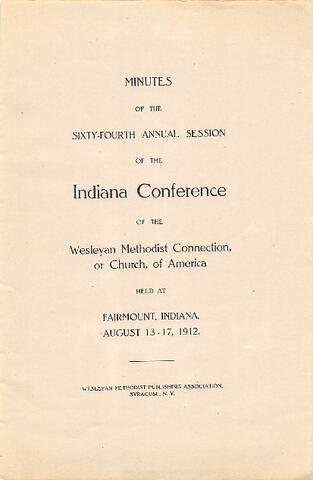 MINUTES
OF THE
SIXTY-FOURTH ANNUAL SESSION
OF THE
Indiana Conference
OF THE
Wesleyan Methodist Connection,
or Church, of America
HELD AT
FAIRMOUNT, INDIANA,
AUGUST 13-17, 1912.
WESLEYAN METHODIST PUBLISHING ASSOCIATION,
SYRACUSE, N. Y.